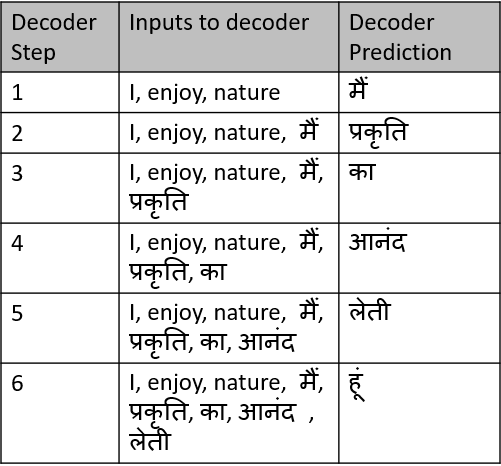 Decoder Step Inputs to decoder Decoder Prediction
1 I, enjoy, nature मैं
2 I, enjoy, nature, मैं प्रकृति
3 I, enjoy, nature, मैं, का
प्रकृति
4 I, enjoy, nature, मैं, आनंद
प्रकृति, का
5 I, enjoy, nature, मैं, लेती
प्रकृति, का, आनंद
6 I, enjoy, nature, मैं, हूं
प्रकृति, का, आनंद ,
लेती